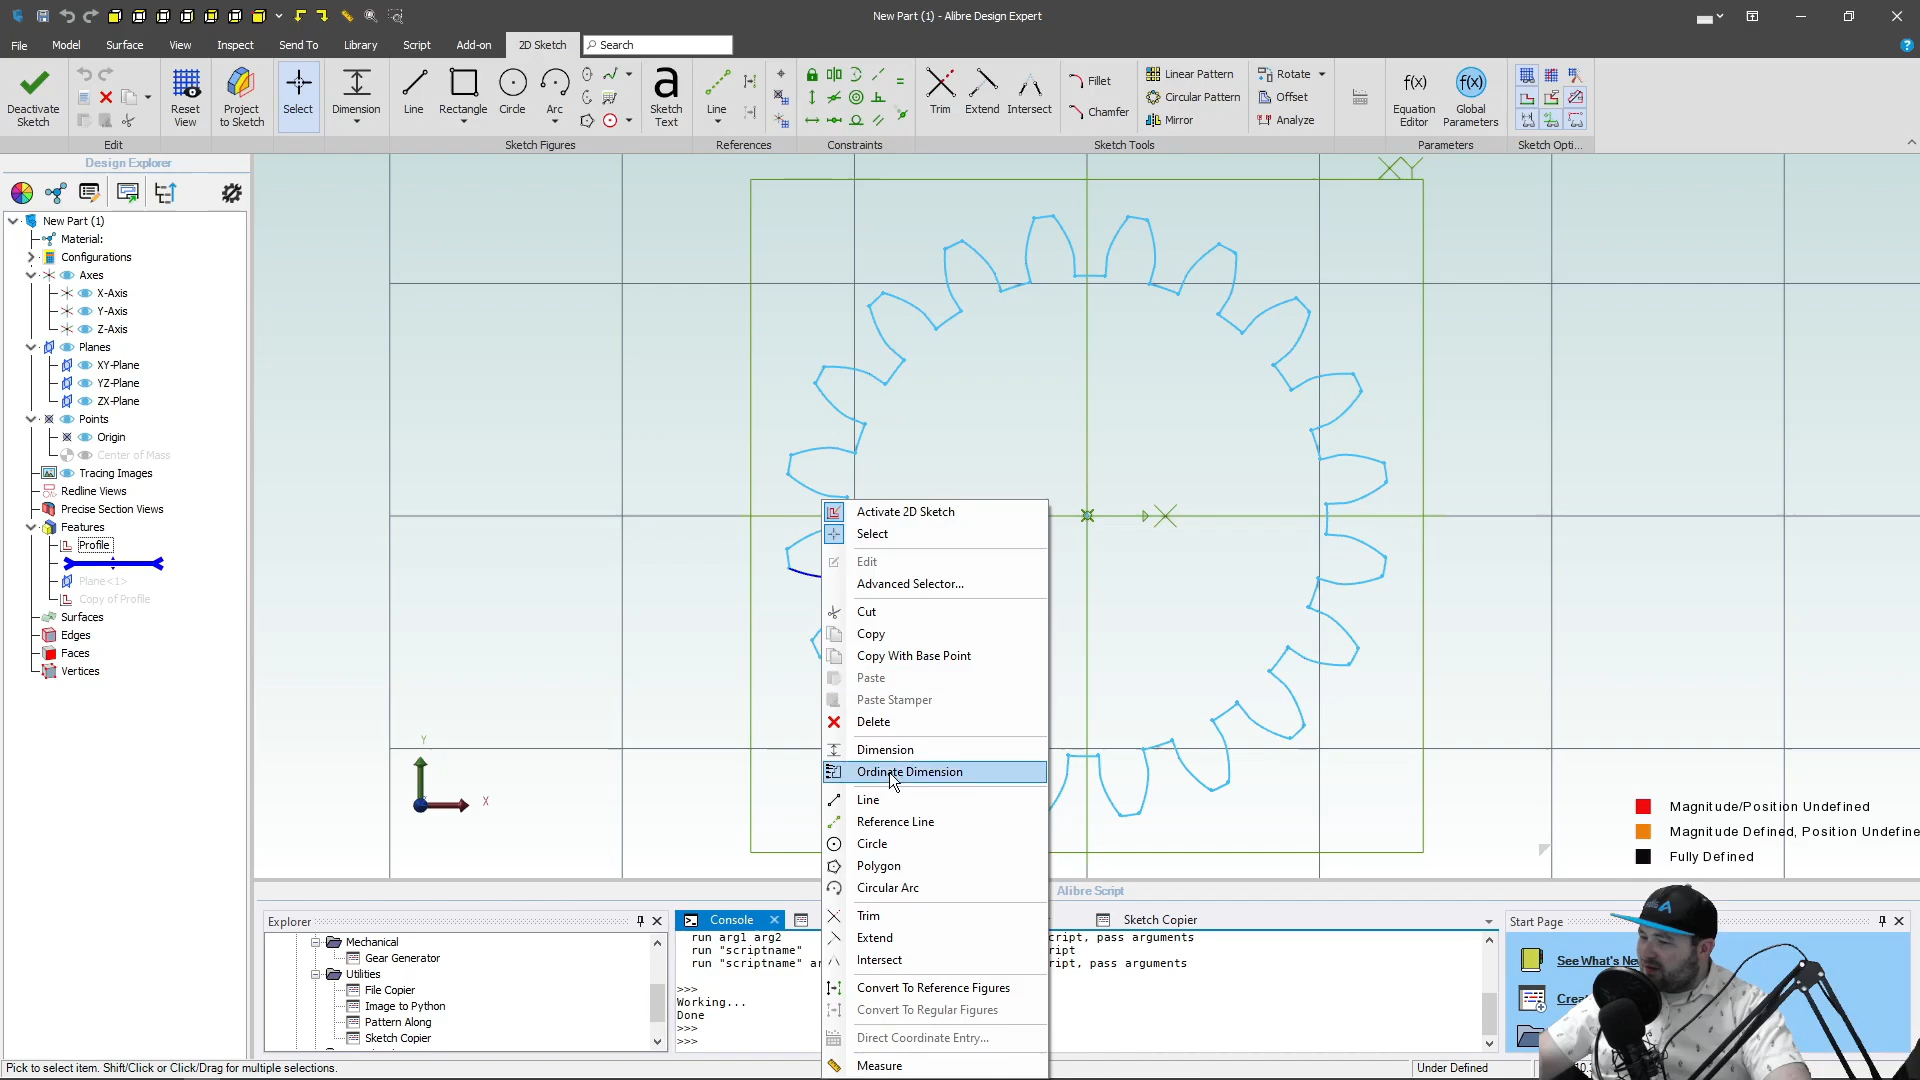 New Part (1) - Alibre Design Expert
File Model Surface View Inspect Send To Library Script Add-on 2D Sketch Search
Deactivate Sketch
Reset View
Project to Sketch
Select
Dimension
Line
Rectangle
Circle
Arc
Sketch Text
Line
Trim
Extend
Intersect
Fillet
Chamfer
Linear Pattern
Circular Pattern
Mirror
Rotate
Offset
Analyze
Equation Editor
Global Parameters
Edit Sketch Figures References Constraints Sketch Tools Parameters Sketch Opti...
Design Explorer
New Part (1)
Material:
Configurations
Axes
X-Axis
Y-Axis
Z-Axis
Planes
XY-Plane
YZ-Plane
ZX-Plane
Points
Origin
Center of Mass
Tracing Images
Redline Views
Precise Section Views
Features
Profile
Plane<1>
Copy of Profile
Surfaces
Edges
Faces
Vertices
XY
X
Y
X
Activate 2D Sketch
Select
Edit
Advanced Selector...
Cut
Copy
Copy With Base Point
Paste
Paste Stamper
Delete
Dimension
Ordinate Dimension
Line
Reference Line
Circle
Polygon
Circular Arc
Trim
Extend
Intersect
Convert To Reference Figures
Convert To Regular Figures
Direct Coordinate Entry...
Measure
Magnitude/Position Undefined
Magnitude Defined, Position Undefine
Fully Defined
Alibre Script
Explorer
Mechanical
Gear Generator
Utilities
File Copier
Image to Python
Pattern Along
Sketch Copier
Console
Sketch Copier
run arg1 arg2 cript, pass arguments
run "scriptname" ript
run "scriptname" ar ript, pass arguments
>>>
Working...
Done
>>>
>>>
Start Page
See What's Ne
Crea
Pick to select item. Shift/Click or Click/Drag for multiple selections.
Under Defined